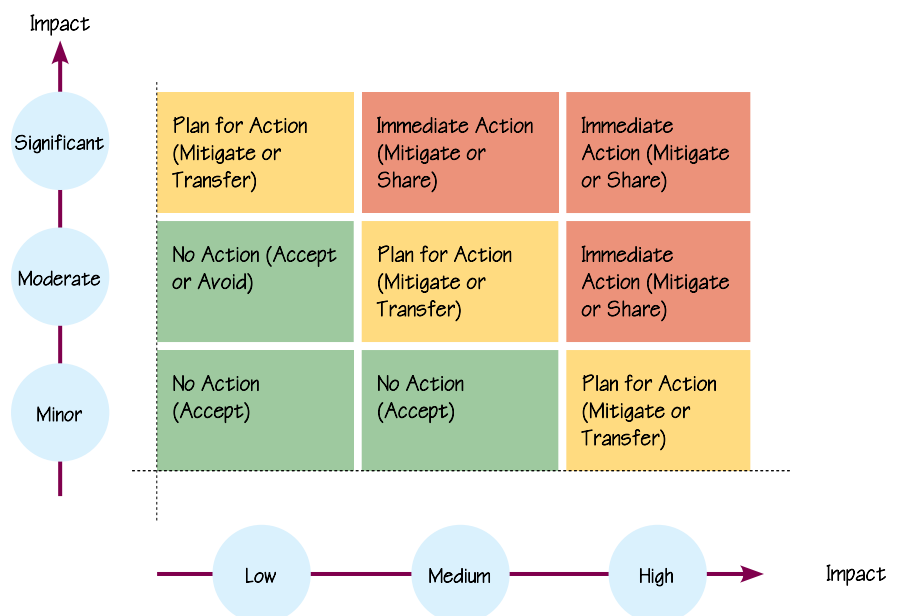 Impact
Significant
Plan for Action
(Mitigate or
Transfer)
Immediate Action
(Mitigate or
Share)
Immediate
Action (Mitigate
or Share)
Moderate
No Action (Accept
or Avoid)
Plan for Action
(Mitigate or
Transfer)
Immediate
Action (Mitigate
or Share)
Minor
No Action
(Accept)
No Action
(Accept)
Plan for Action
(Mitigate or
Transfer)
Low
Medium
High
Impact